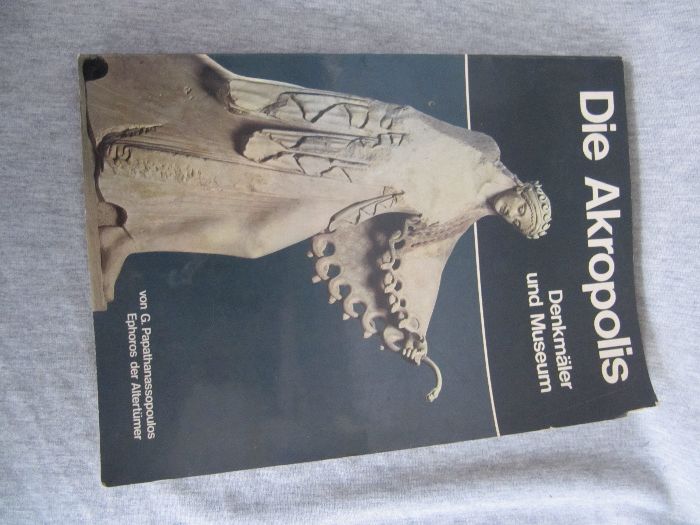 Die Akropolis
Denkmäler
und Museum
von G. Papathanassopoulos
Ephoros der Altertümer